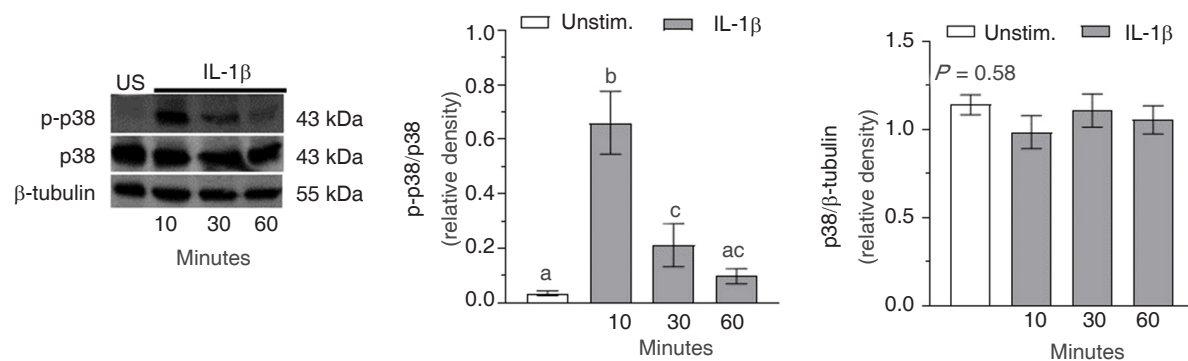 US IL-1β
p-p38 43 kDa
p38 43 kDa
β-tubulin 55 kDa
10 30 60
Minutes
Unstim. IL-1β
p-p38/p38
(relative density)
1.0
0.8
0.6
0.4
0.2
0.0
a b c ac
10 30 60
Minutes
Unstim. IL-1β
p38/β-tubulin
(relative density)
1.5
1.0
0.5
0.0
P = 0.58
10 30 60
Minutes